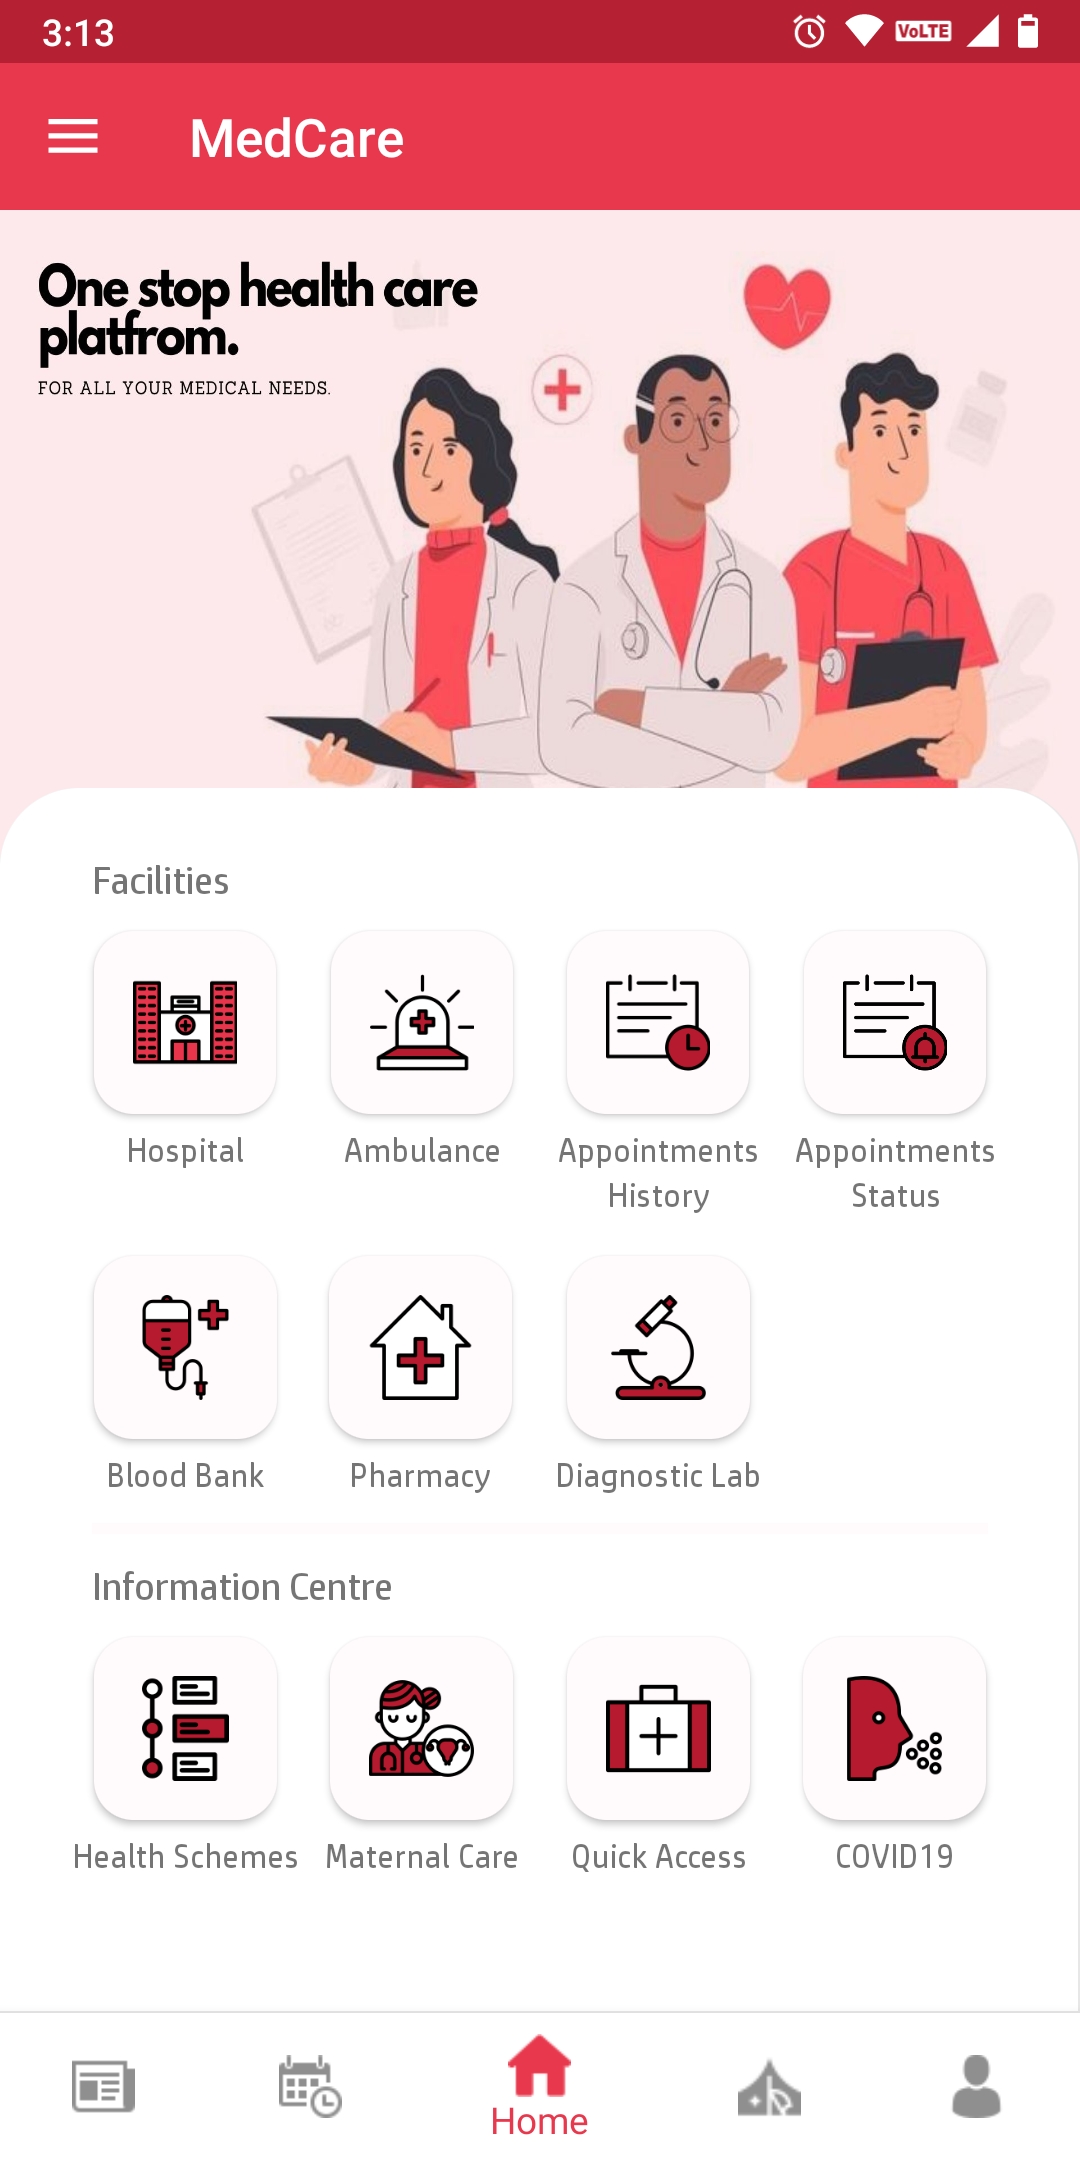 3:13
VoLTE
MedCare
One stop health care
platfrom.
FOR ALL YOUR MEDICAL NEEDS.
Facilities
Hospital
Ambulance
Appointments
History
Appointments
Status
Blood Bank
Pharmacy
Diagnostic Lab
Information Centre
Health Schemes
Maternal Care
Quick Access
COVID19
Home